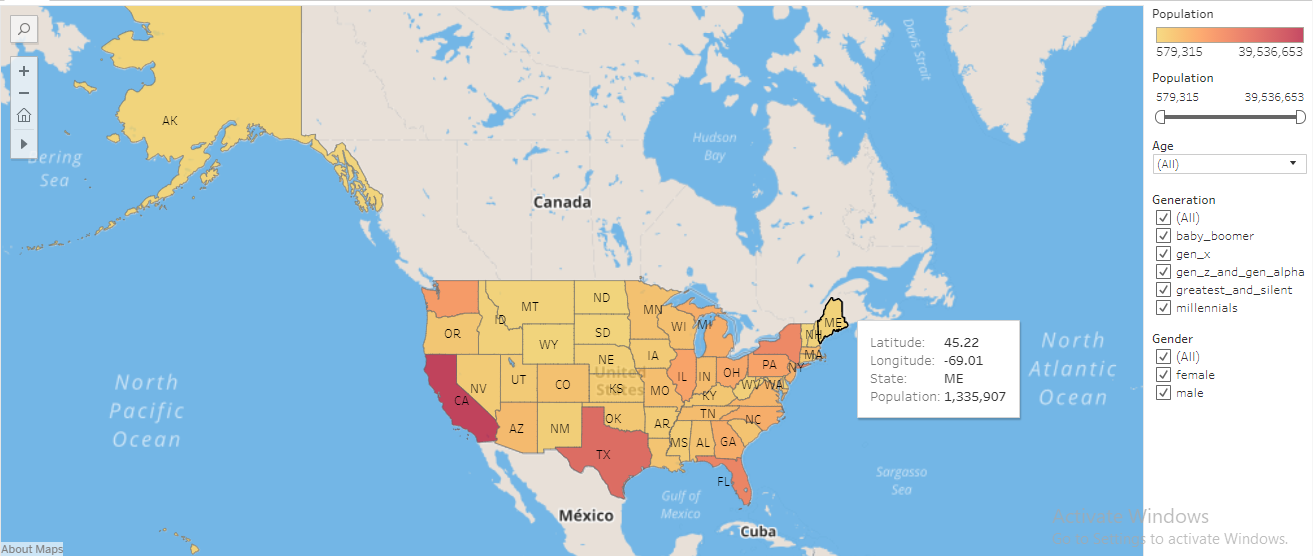 AK
Bering
Sea
Hudson
Bay
Davis Strait
Canada
North
Pacific
Ocean
North
Atlantic
Ocean
Sargasso
Sea
Gulf of
Mexico
México
Cuba
United
States
MT
ND
MN
ID
OR
SD
WI
MI
WY
NE
IA
NV
UT
CO
KS
MO
IL
IN
OH
PA
NY
MA
NH
ME
CA
AZ
NM
OK
AR
TN
KY
WV
WA
NC
MS
AL
GA
TX
FL
Latitude: 45.22
Longitude: -69.01
State: ME
Population: 1,335,907
About Maps
Population
579,315 39,536,653
Population
579,315 39,536,653
Age
(All)
Generation
(All)
baby_boomer
gen_x
gen_z_and_gen_alpha
greatest_and_silent
millennials
Gender
(All)
female
male
Activate Windows
to activate Windows.